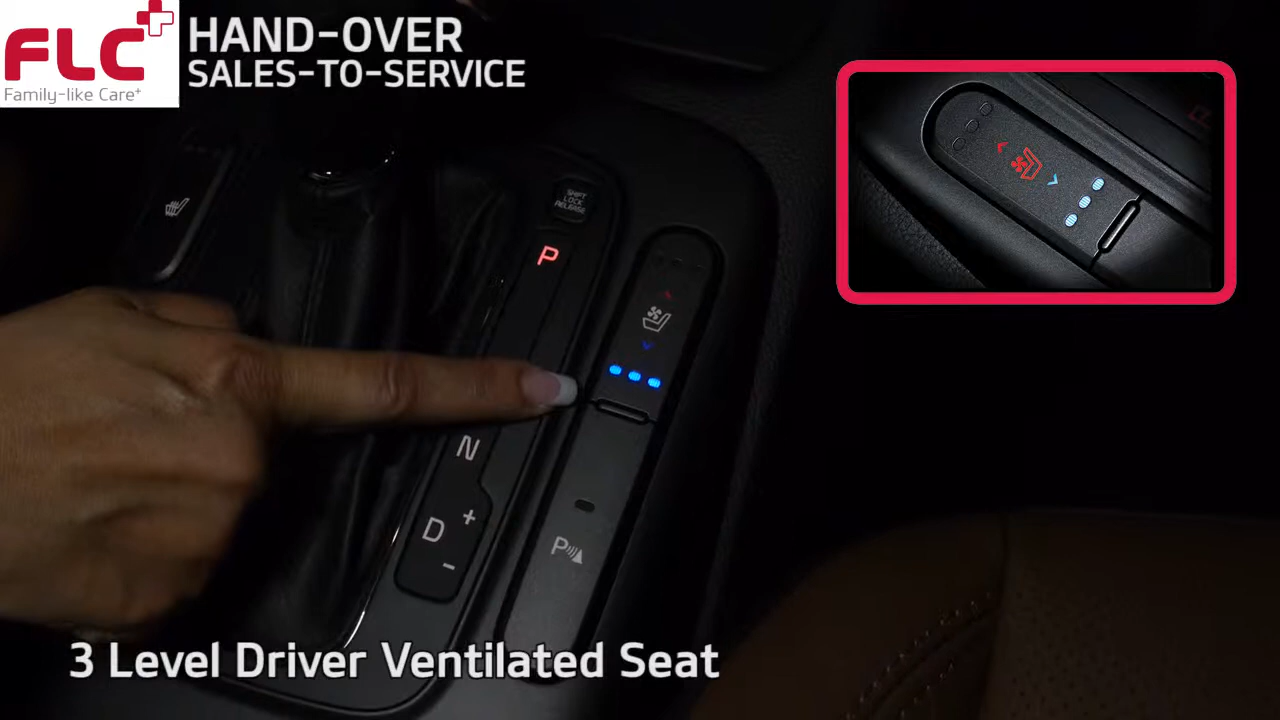 FLC
Family-like Care+
HAND-OVER
SALES-TO-SERVICE
SHIFT
LOCK
RELEASE
P
N
D
+
-
P
3 Level Driver Ventilated Seat